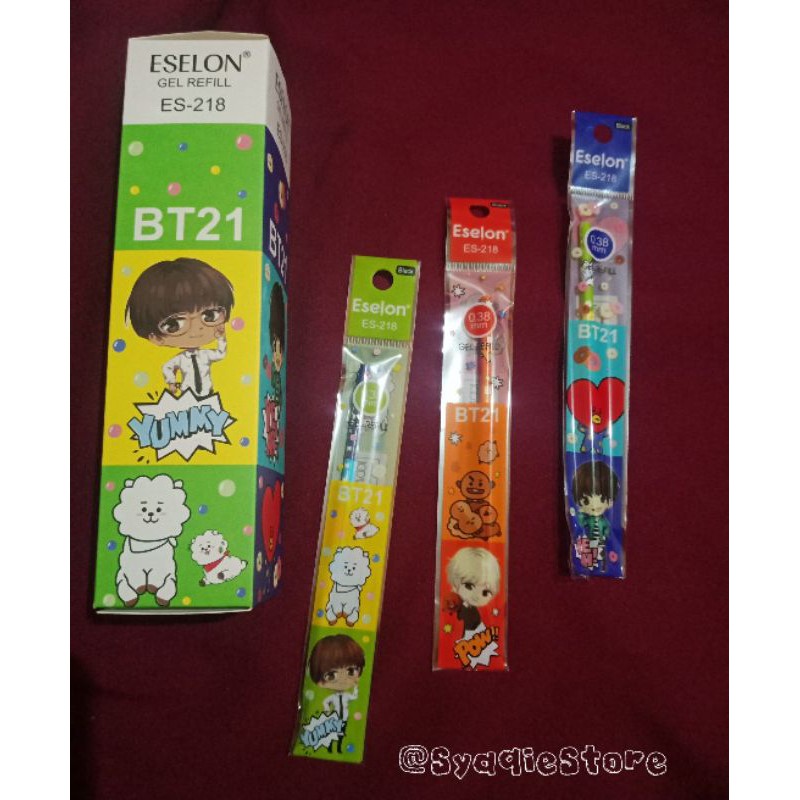 ESELON®
GEL REFILL
ES-218
BT21
YUMMY
BT21
Black
Eselon®
ES-218
BT21
YUMMY
Eselon®
ES-218
0.38
mm
BT21
POW!!
Black
Eselon®
ES-218
0.38
mm
BT21
@SyaqieStore